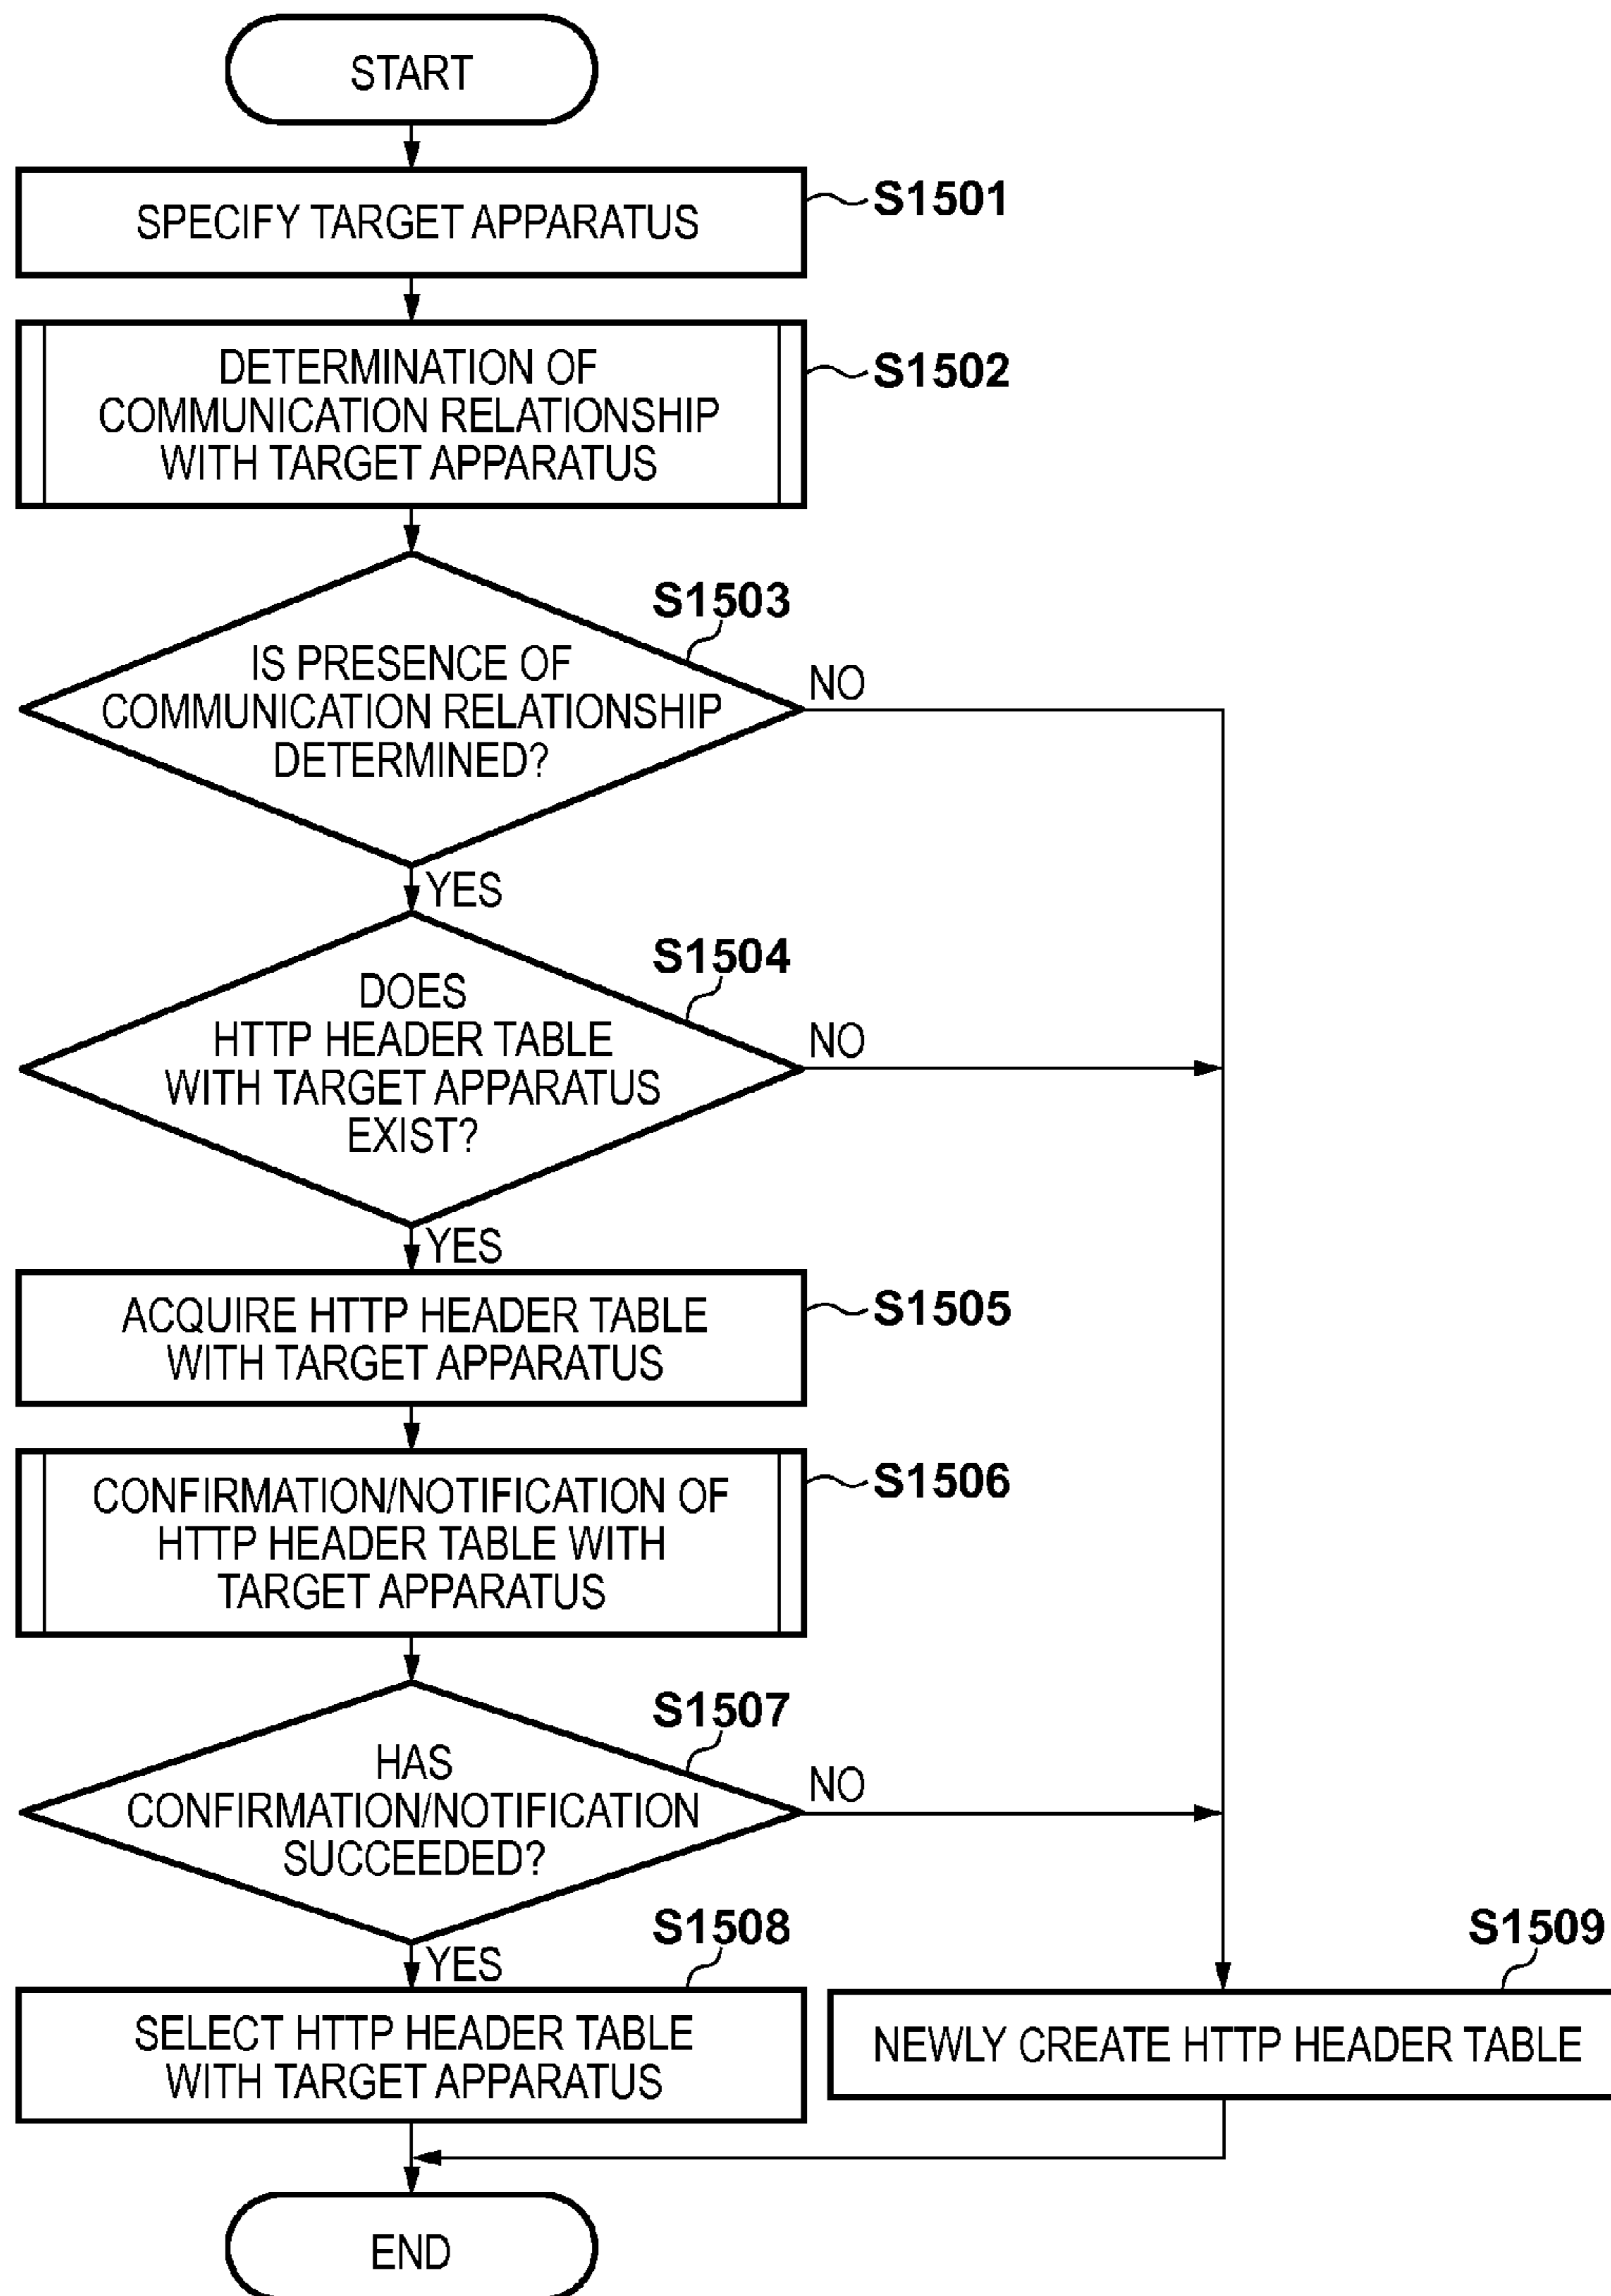 START
SPECIFY TARGET APPARATUS
S1501
DETERMINATION OF
COMMUNICATION RELATIONSHIP
WITH TARGET APPARATUS
S1502
S1503
IS PRESENCE OF
COMMUNICATION RELATIONSHIP
DETERMINED?
NO
YES
S1504
DOES
HTTP HEADER TABLE
WITH TARGET APPARATUS
EXIST?
NO
YES
ACQUIRE HTTP HEADER TABLE
WITH TARGET APPARATUS
S1505
CONFIRMATION/NOTIFICATION OF
HTTP HEADER TABLE WITH
TARGET APPARATUS
S1506
S1507
HAS
CONFIRMATION/NOTIFICATION
SUCCEEDED?
NO
YES
S1508
SELECT HTTP HEADER TABLE
WITH TARGET APPARATUS
S1509
NEWLY CREATE HTTP HEADER TABLE
END